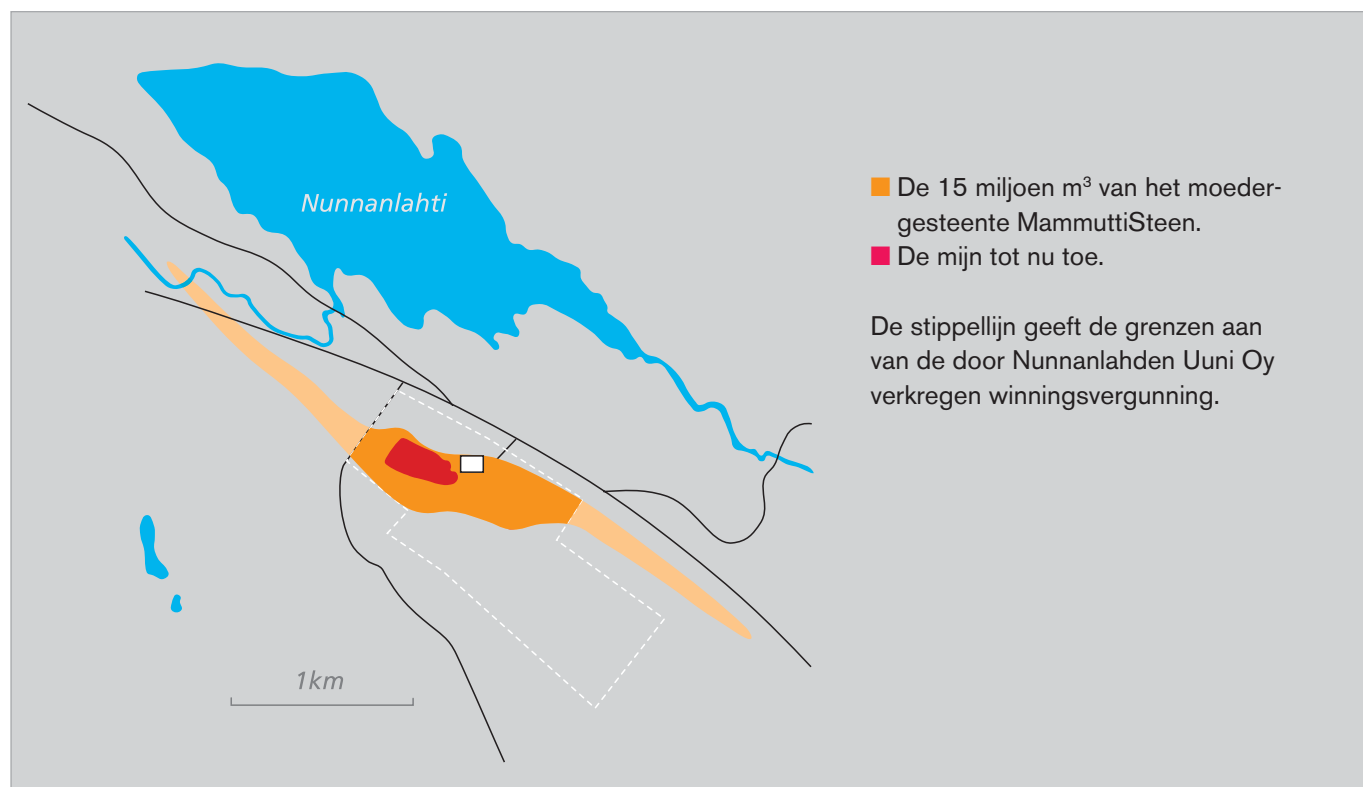 Nunnanlahti
De 15 miljoen m³ van het moeder-
gesteente MammuttiSteen.
De mijn tot nu toe.
De stippellijn geeft de grenzen aan
van de door Nunnanlahden Uuni Oy
verkregen winningsvergunning.
1km